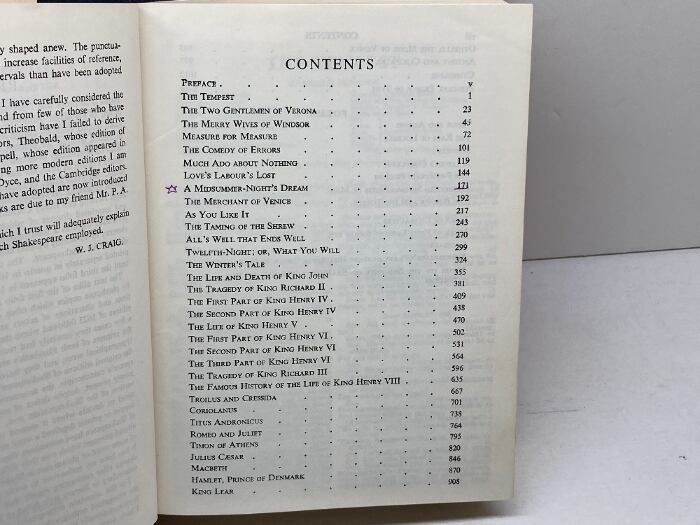 y shaped anew. The punctua-
increase facilities of reference,
ervals than have been adopted
I have carefully considered the
nd from few of those who have
criticism have I failed to derive
ors, Theobald, whose edition of
pell, whose edition appeared in
ng more modern editions I am
Dyce, and the Cambridge editors.
have adopted are now introduced
ks are due to my friend Mr. P. A.
hich I trust will adequately explain
ch Shakespeare employed.
W. J. CRAIG.
CONTENTS
PREFACE . . . . . . . v
THE TEMPEST . . . . . . . 1
THE TWO GENTLEMEN OF VERONA . . . . . 23
THE MERRY WIVES OF WINDSOR . . . . . 45
MEASURE FOR MEASURE . . . . . . 72
THE COMEDY OF ERRORS . . . . . . 101
MUCH ADO ABOUT NOTHING . . . . . . 119
LOVE'S LABOUR'S LOST . . . . . . 144
A MIDSUMMER-NIGHT'S DREAM . . . . . 171
THE MERCHANT OF VENICE . . . . . . 192
AS YOU LIKE IT . . . . . . . 217
THE TAMING OF THE SHREW . . . . . . 243
ALL'S WELL THAT ENDS WELL . . . . . 270
TWELFTH-NIGHT; OR, WHAT YOU WILL . . . . 299
THE WINTER'S TALE . . . . . . 324
THE LIFE AND DEATH OF KING JOHN . . . . . 355
THE TRAGEDY OF KING RICHARD II . . . . . 381
THE FIRST PART OF KING HENRY IV . . . . . 409
THE SECOND PART OF KING HENRY IV . . . . 438
THE LIFE OF KING HENRY V . . . . . . 470
THE FIRST PART OF KING HENRY VI . . . . . 502
THE SECOND PART OF KING HENRY VI . . . . 531
THE THIRD PART OF KING HENRY VI . . . . . 564
THE TRAGEDY OF KING RICHARD III . . . . . 596
THE FAMOUS HISTORY OF THE LIFE OF KING HENRY VIII . . 635
TROILUS AND CRESSIDA . . . . . . 667
CORIOLANUS . . . . . . . 701
TITUS ANDRONICUS . . . . . . 738
ROMEO AND JULIET . . . . . . 764
TIMON OF ATHENS . . . . . . 795
JULIUS CÆSAR . . . . . . . 820
MACBETH . . . . . . . 846
HAMLET, PRINCE OF DENMARK . . . . . 870
KING LEAR . . . . . . . 908